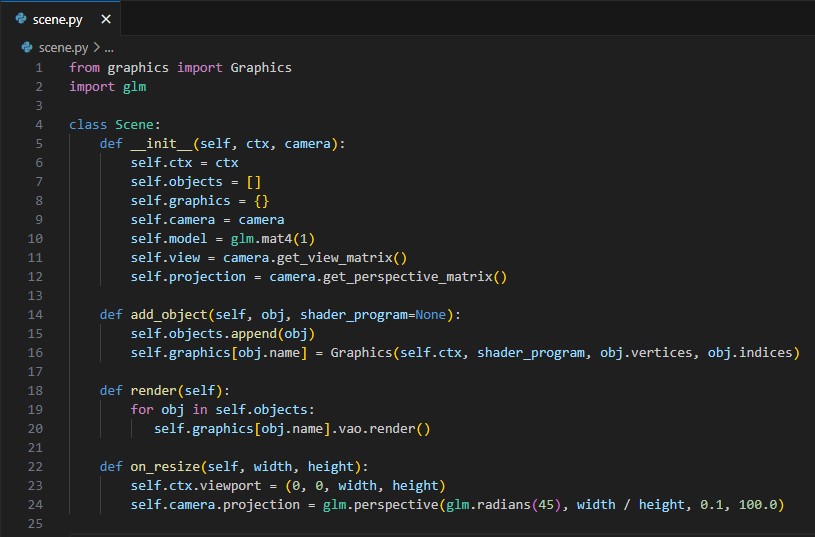 scene.py ×
scene.py > ...
1 from graphics import Graphics
2 import glm
3
4 class Scene:
5     def __init__(self, ctx, camera):
6         self.ctx = ctx
7         self.objects = []
8         self.graphics = {}
9         self.camera = camera
10         self.model = glm.mat4(1)
11         self.view = camera.get_view_matrix()
12         self.projection = camera.get_perspective_matrix()
13
14     def add_object(self, obj, shader_program=None):
15         self.objects.append(obj)
16         self.graphics[obj.name] = Graphics(self.ctx, shader_program, obj.vertices, obj.indices)
17
18     def render(self):
19         for obj in self.objects:
20            self.graphics[obj.name].vao.render()
21
22     def on_resize(self, width, height):
23         self.ctx.viewport = (0, 0, width, height)
24         self.camera.projection = glm.perspective(glm.radians(45), width / height, 0.1, 100.0)
25